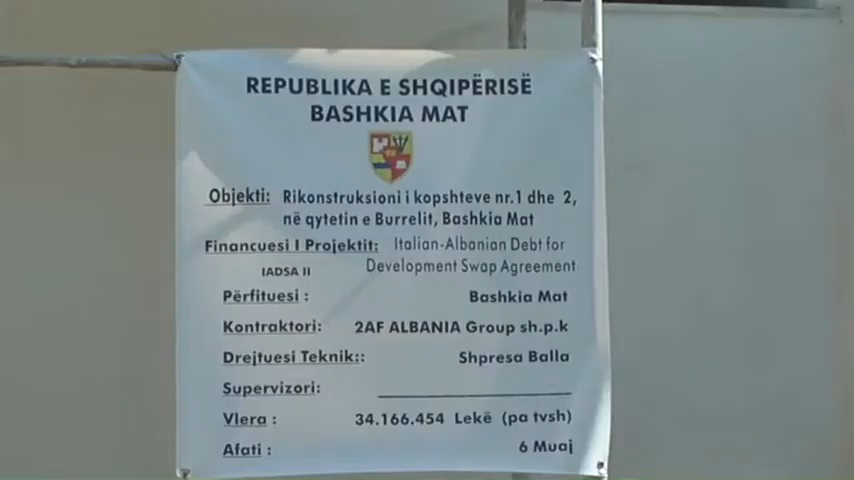 REPUBLIKA E SHQIPËRISË
BASHKIA MAT
Objekti: Rikonstruksioni i kopshteve nr.1 dhe 2,
në qytetin e Burrelit, Bashkia Mat
Financuesi I Projektit: Italian-Albanian Debt for
IADSA II Development Swap Agreement
Përfituesi : Bashkia Mat
Kontraktori: 2AF ALBANIA Group sh.p.k
Drejtuesi Teknik:: Shpresa Balla
Supervizori:
Vlera : 34.166.454 Lekë (pa tvsh)
Afati : 6 Muaj